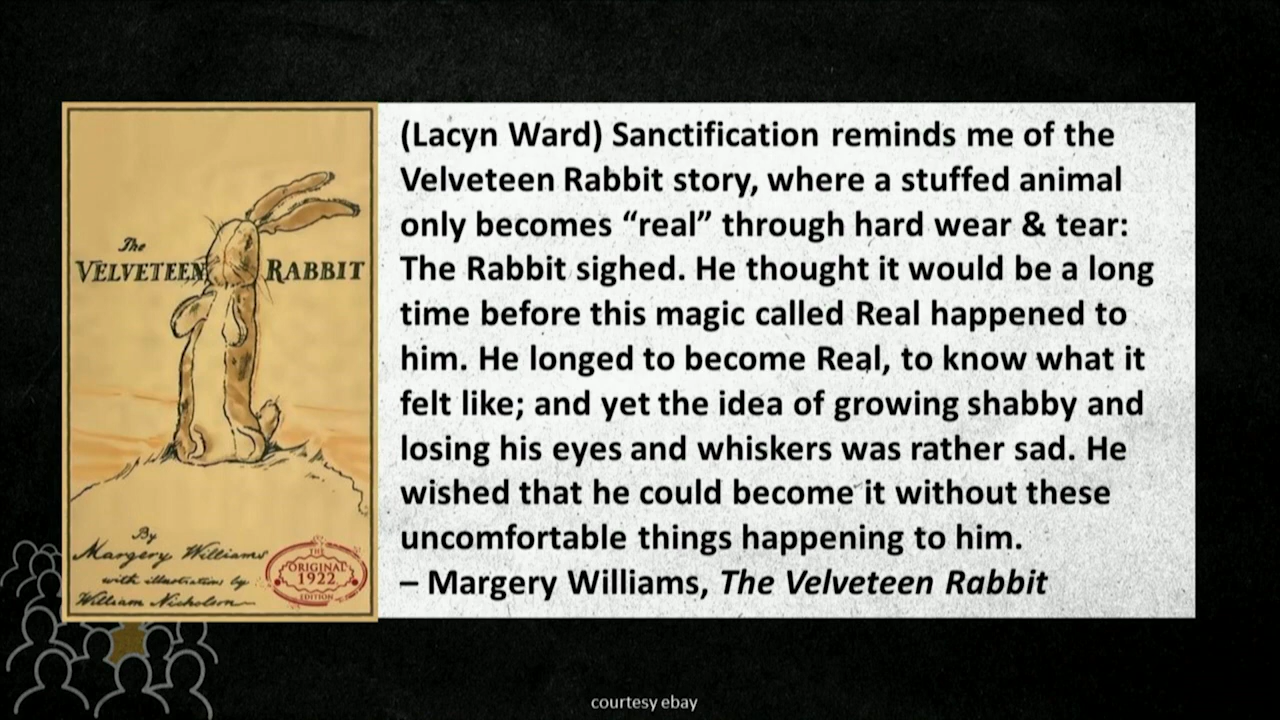 The
VELVETEEN RABBIT
By
Margery Williams
with illustrations by
William Nicholson
THE
ORIGINAL
1922
EDITION
(Lacyn Ward) Sanctification reminds me of the
Velveteen Rabbit story, where a stuffed animal
only becomes “real” through hard wear & tear:
The Rabbit sighed. He thought it would be a long
time before this magic called Real happened to
him. He longed to become Real, to know what it
felt like; and yet the idea of growing shabby and
losing his eyes and whiskers was rather sad. He
wished that he could become it without these
uncomfortable things happening to him.
– Margery Williams, The Velveteen Rabbit
courtesy ebay